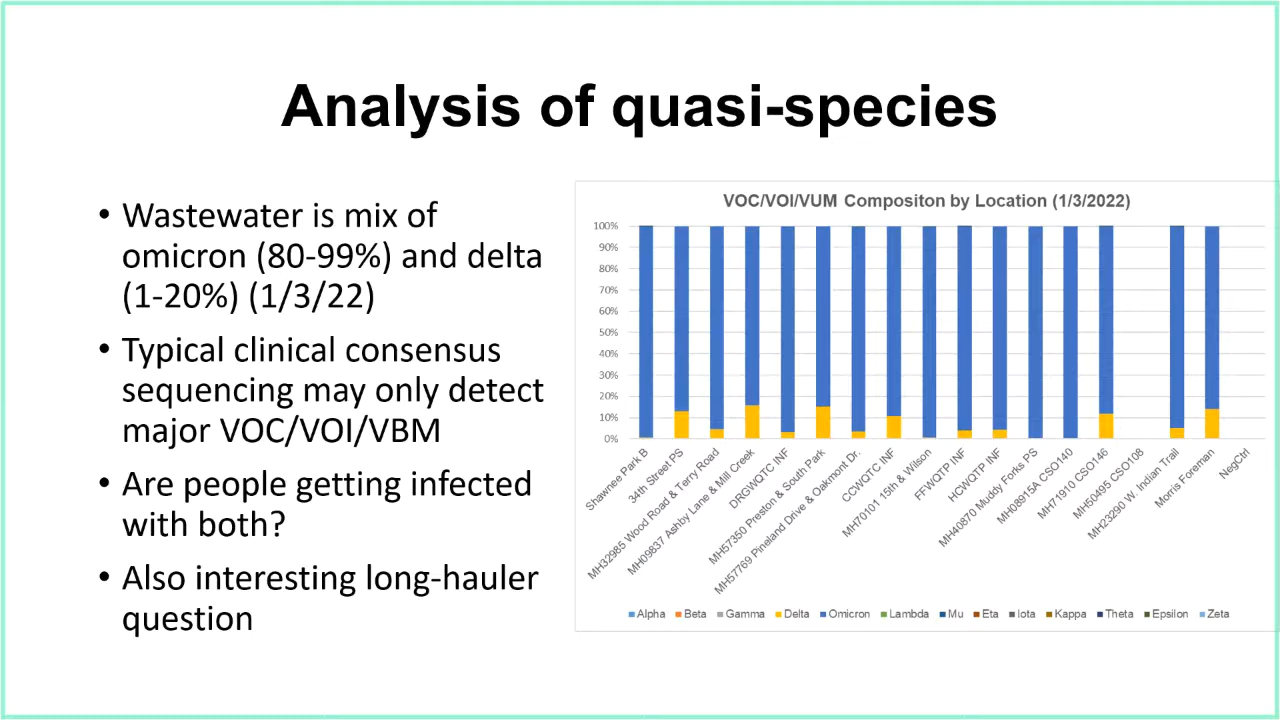 Analysis of quasi-species
• Wastewater is mix of
omicron (80-99%) and delta
(1-20%) (1/3/22)
• Typical clinical consensus
sequencing may only detect
major VOC/VOI/VBM
• Are people getting infected
with both?
• Also interesting long-hauler
question
VOC/VOI/VUM Compositon by Location (1/3/2022)
100%
90%
80%
70%
60%
50%
40%
30%
20%
10%
0%
Shawnee Park B
34th Street PS
MH32985 Wood Road & Terry Road
MH09837 Ashby Lane & Mill Creek
DRGWQTC INF
MH57350 Preston & South Park
MH57769 Pineland Drive & Oakmont Dr.
CCWQTC INF
MH70101 15th & Wilson
FFWQTP INF
HCWQTP INF
MH40870 Muddy Forks PS
MH08915A CSO140
MH71910 CSO146
MH50495 CSO108
MH23290 W. Indian Trail
Morris Foreman
NegCtrl
Alpha Beta Gamma Delta Omicron Lambda Mu Eta Iota Kappa Theta Epsilon Zeta